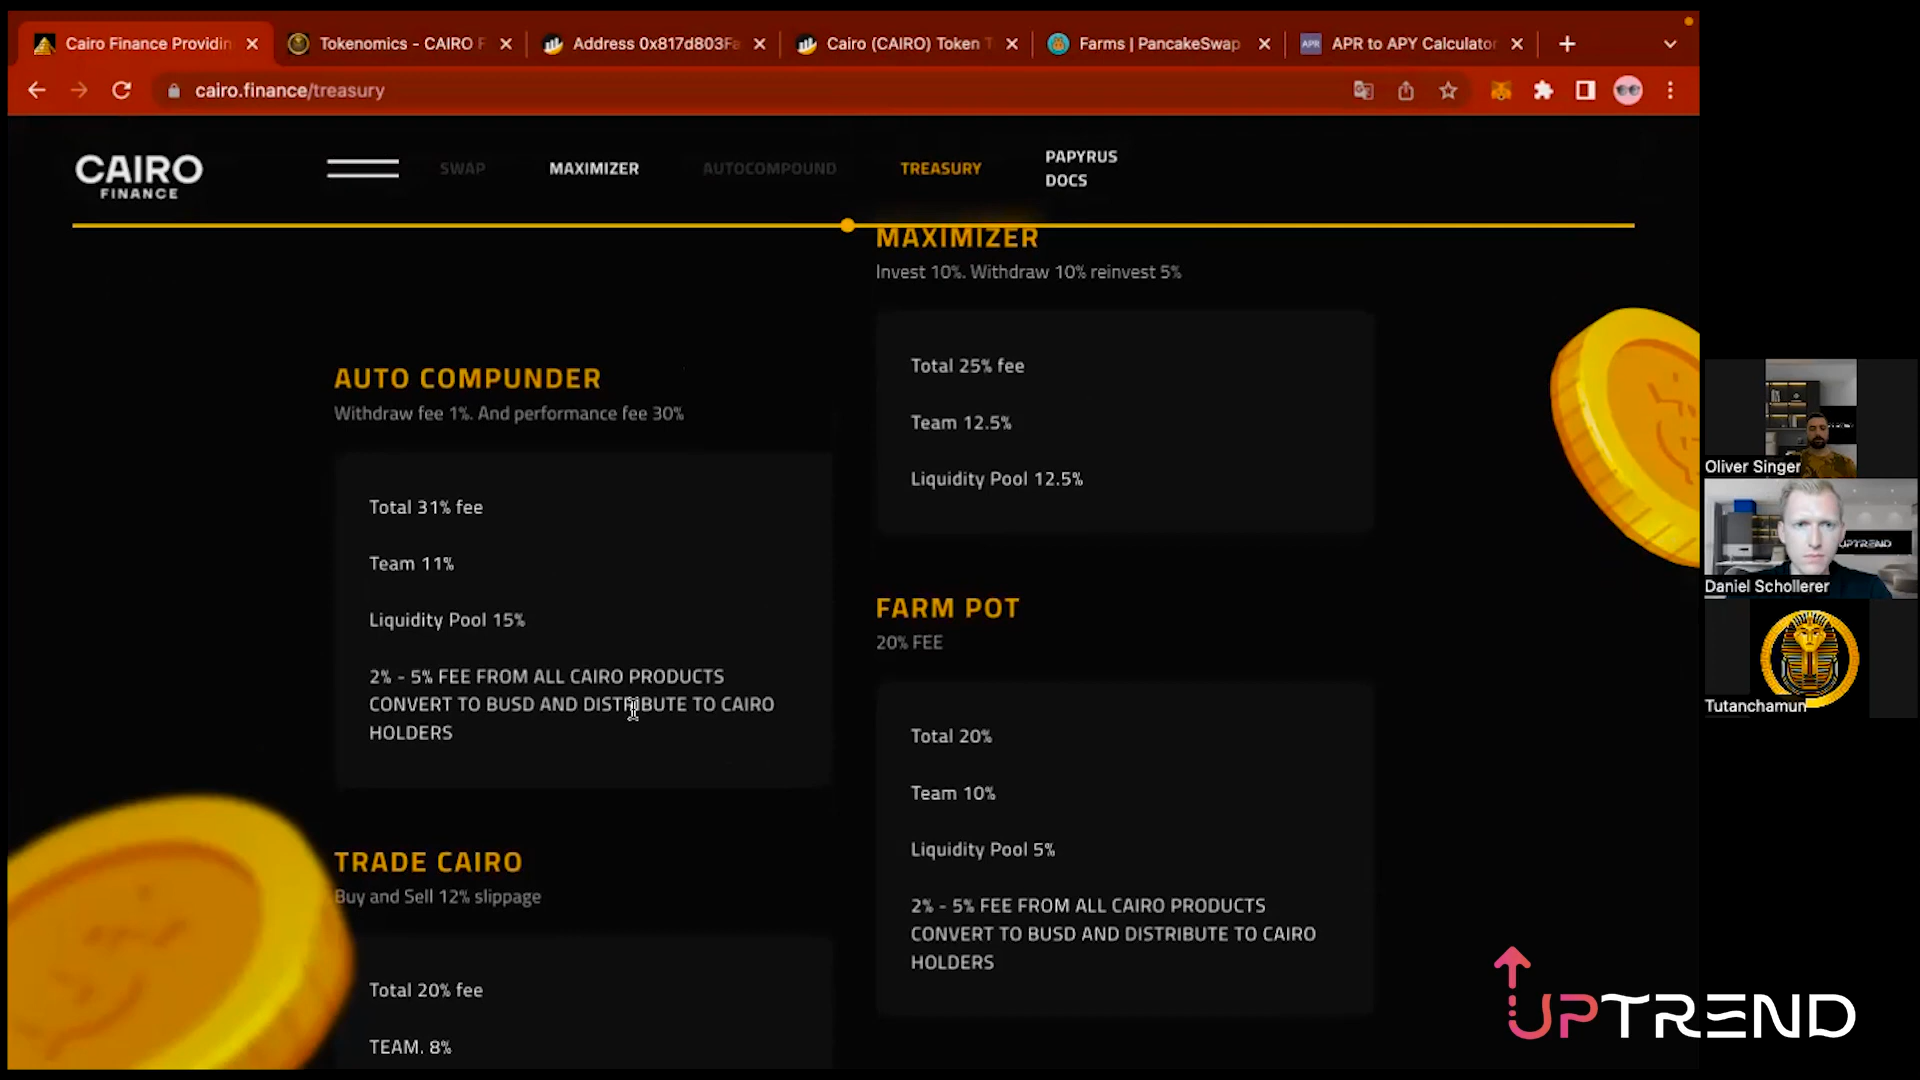 Cairo Finance Providin
Tokenomics - CAIRO F
Address 0x817d803Fa
Cairo (CAIRO) Token T
Farms | PancakeSwap
APR
APR to APY Calculator
cairo.finance/treasury
CAIRO
FINANCE
SWAP
MAXIMIZER
AUTOCOMPOUND
TREASURY
PAPYRUS
DOCS
MAXIMIZER
Invest 10%. Withdraw 10% reinvest 5%
Total 25% fee
Team 12.5%
Liquidity Pool 12.5%
AUTO COMPUNDER
Withdraw fee 1%. And performance fee 30%
Total 31% fee
Team 11%
Liquidity Pool 15%
2% - 5% FEE FROM ALL CAIRO PRODUCTS
CONVERT TO BUSD AND DISTRIBUTE TO CAIRO
HOLDERS
FARM POT
20% FEE
Total 20%
Team 10%
Liquidity Pool 5%
2% - 5% FEE FROM ALL CAIRO PRODUCTS
CONVERT TO BUSD AND DISTRIBUTE TO CAIRO
HOLDERS
TRADE CAIRO
Buy and Sell 12% slippage
Total 20% fee
TEAM. 8%
Oliver Singer
UPTREND
Daniel Schollerer
Tutanchamun
UPTREND